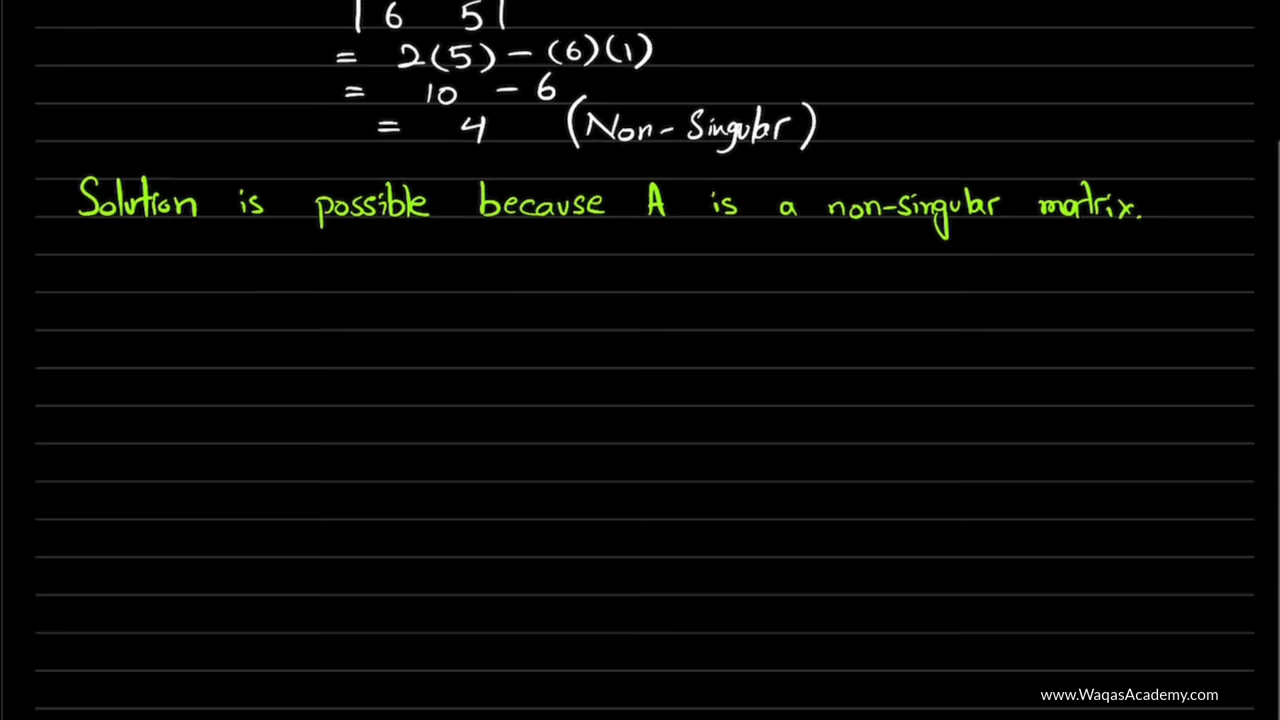 | 6 5 |
= 2(5) - (6)(1)
= 10 - 6
= 4 (Non-Singular)
Solution is possible because A is a non-singular matrix.
www.WaqasAcademy.com